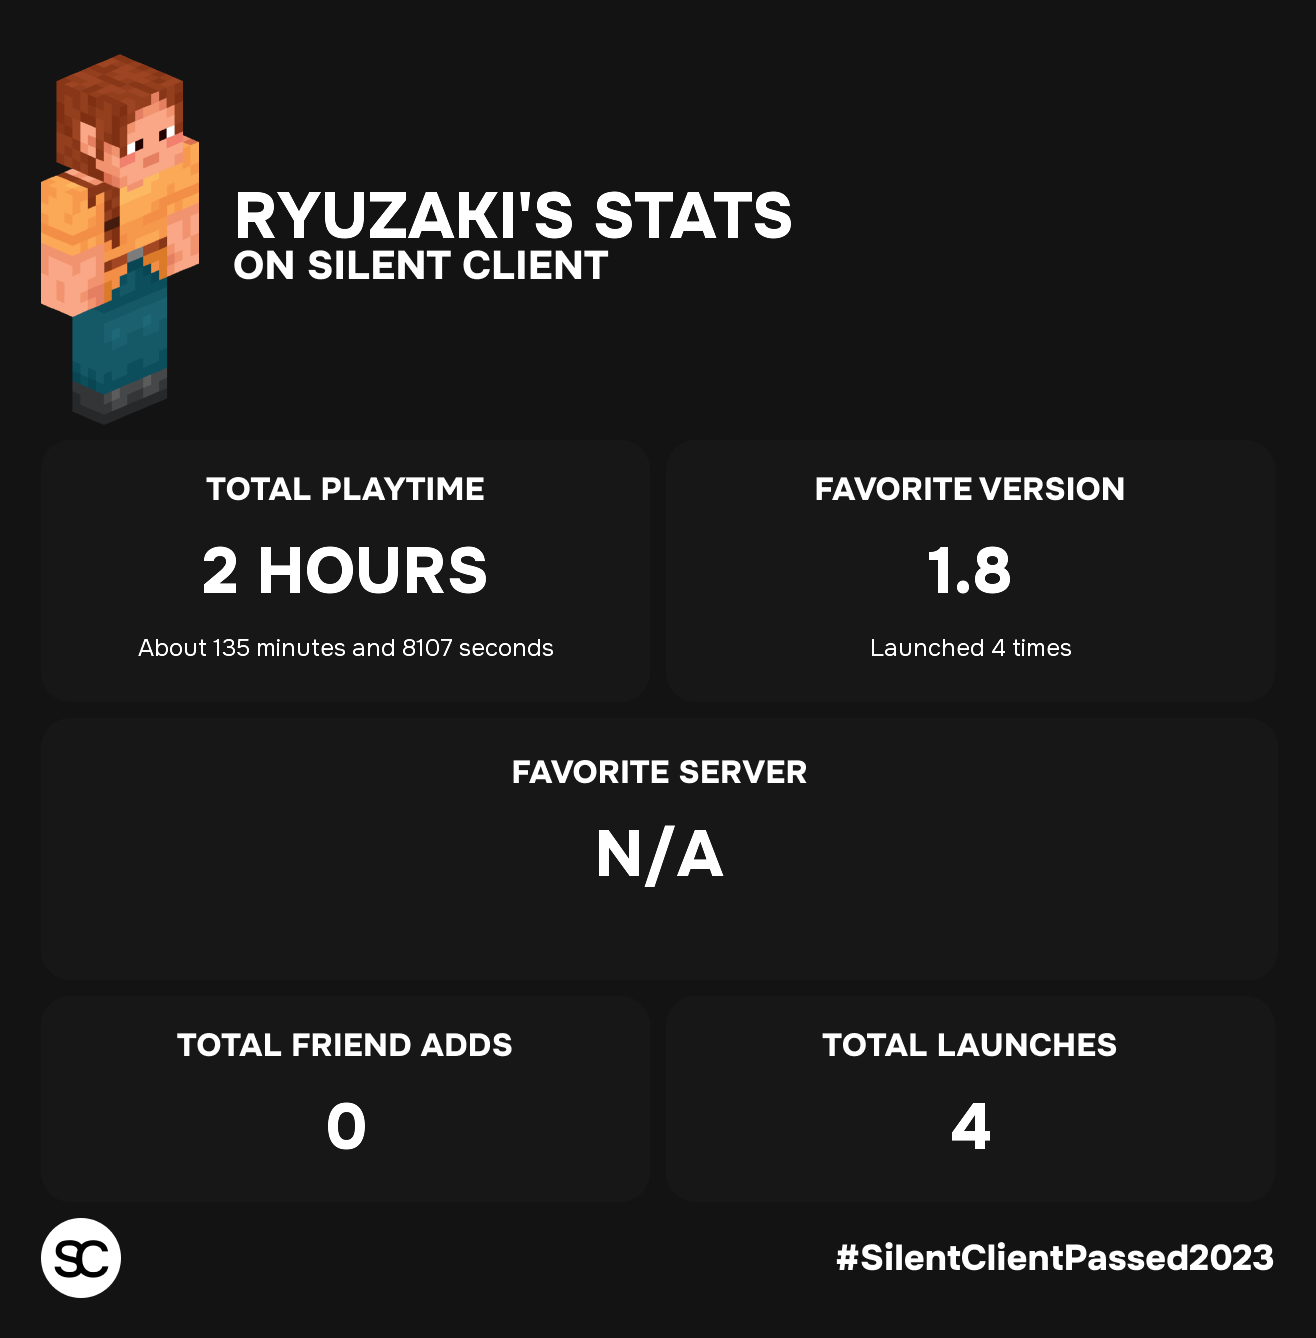 RYUZAKI'S STATS
ON SILENT CLIENT
TOTAL PLAYTIME
2 HOURS
About 135 minutes and 8107 seconds
FAVORITE VERSION
1.8
Launched 4 times
FAVORITE SERVER
N/A
TOTAL FRIEND ADDS
0
TOTAL LAUNCHES
4
SC
#SilentClientPassed2023